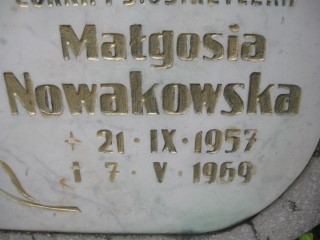 Małgosia
Nowakowska
* 21 · IX · 1957
† 7 · V · 1969